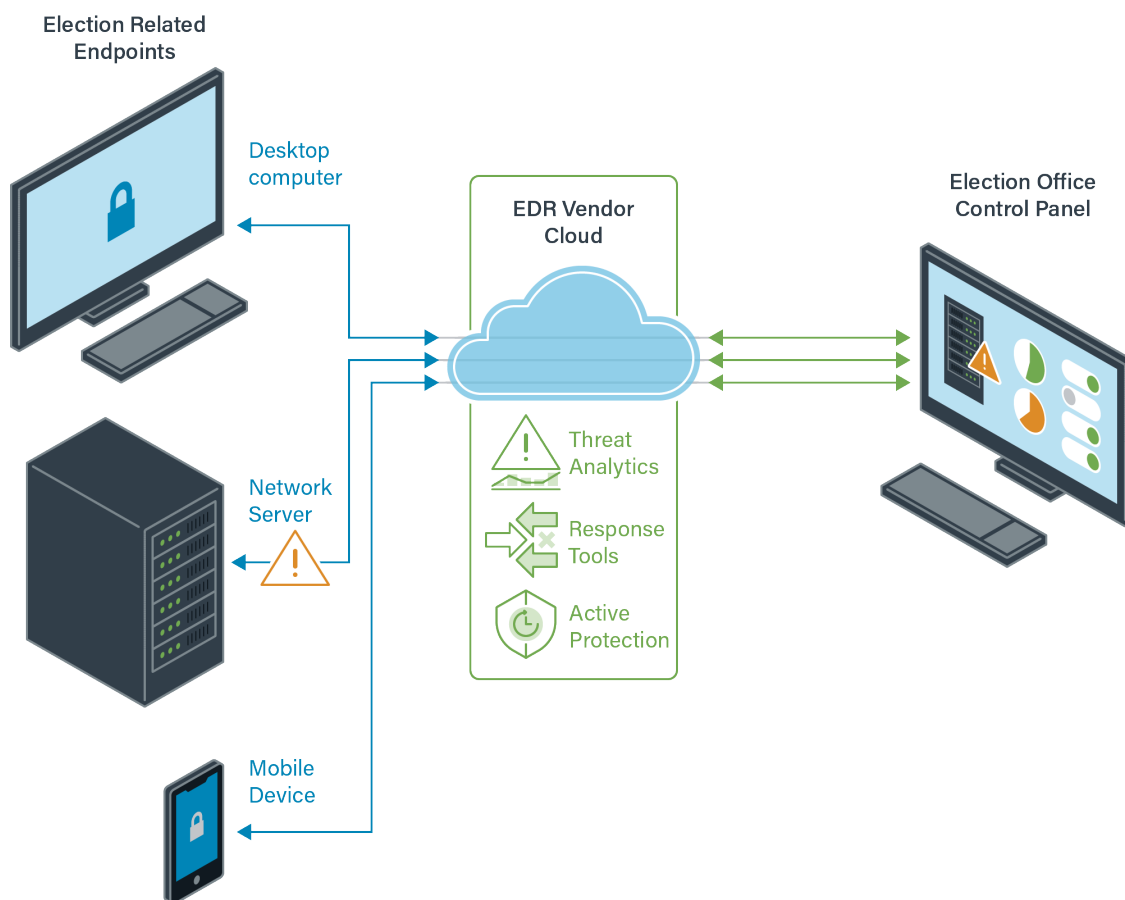 Election Related
Endpoints
Desktop
computer
Network
Server
Mobile
Device
EDR Vendor
Cloud
Threat
Analytics
Response
Tools
Active
Protection
Election Office
Control Panel